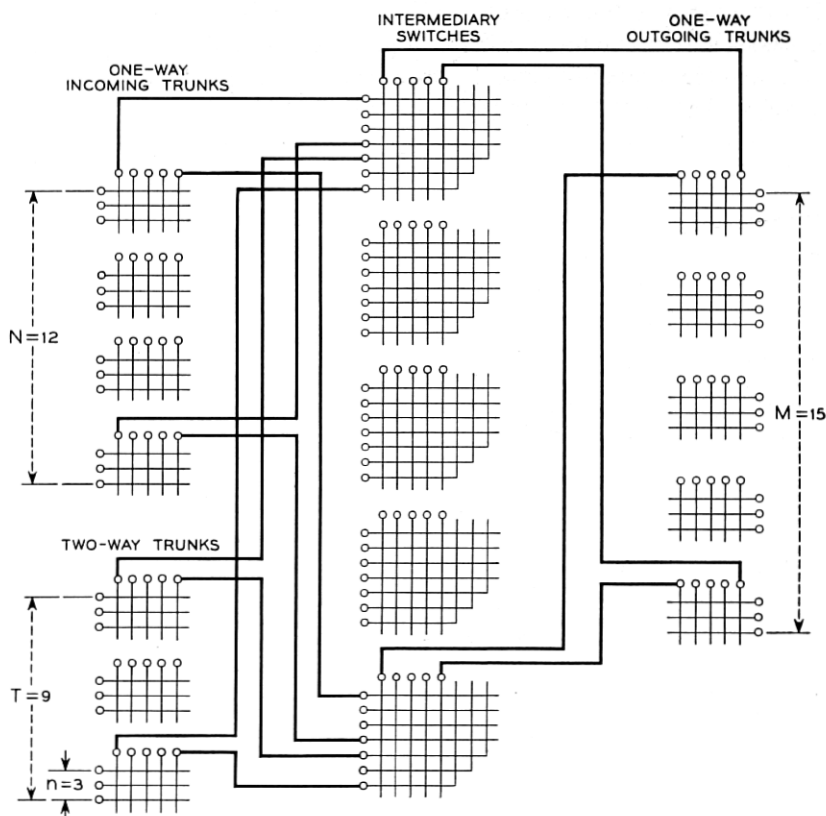 INTERMEDIARY
SWITCHES
ONE-WAY
OUTGOING TRUNKS
ONE-WAY
INCOMING TRUNKS
N=12
M=15
TWO-WAY TRUNKS
T=9
n=3